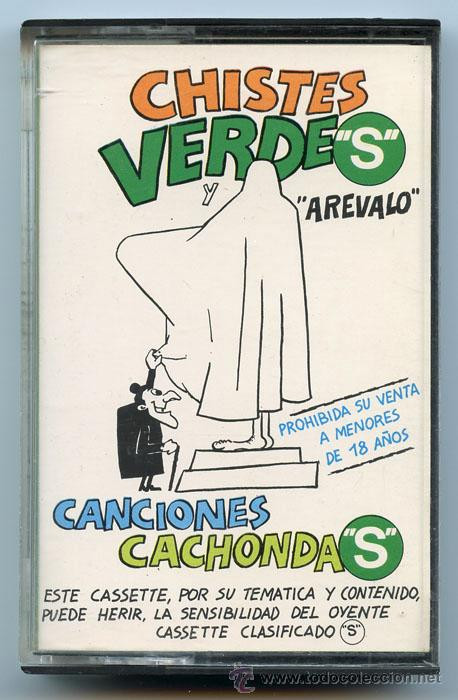 CHISTES
VERDE "S"
y
"AREVALO"
PROHIBIDA SU VENTA
A MENORES
DE 18 AÑOS
CANCIONES
CACHONDA "S"
ESTE CASSETTE, POR SU TEMATICA Y CONTENIDO,
PUEDE HERIR, LA SENSIBILIDAD DEL OYENTE
CASSETTE CLASIFICADO "S"
© www.todocoleccion.net